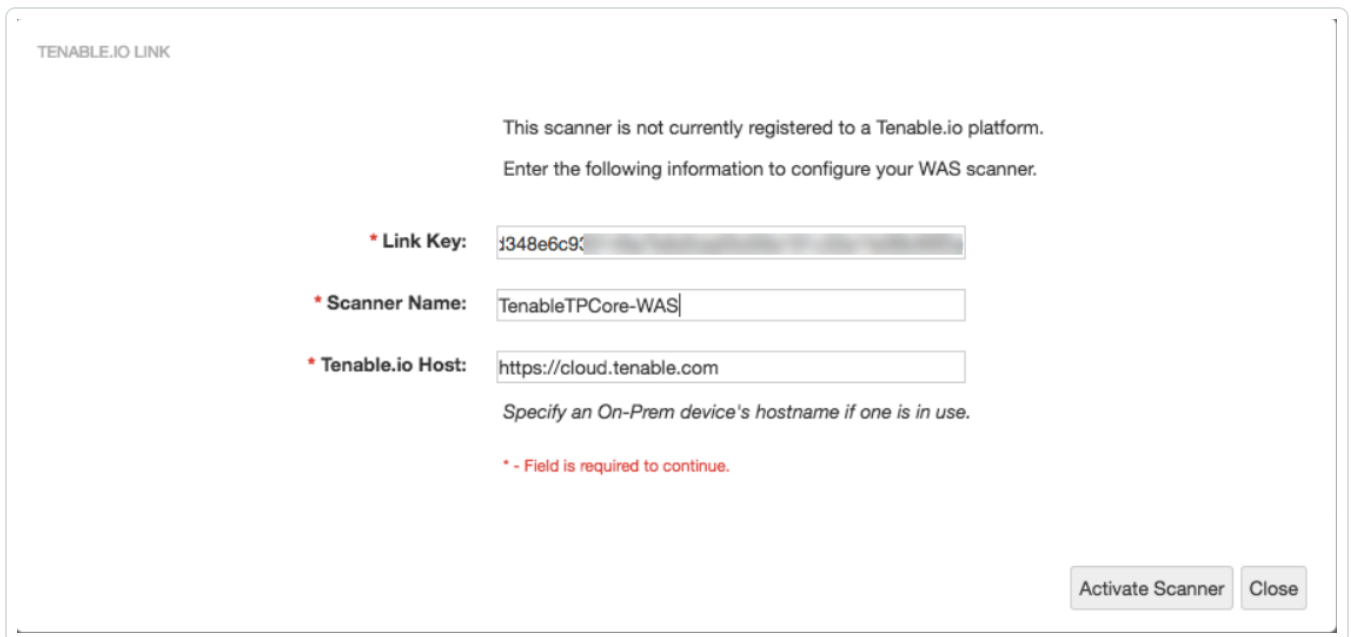 TENABLE.IO LINK
This scanner is not currently registered to a Tenable.io platform.
Enter the following information to configure your WAS scanner.
* Link Key:
* Scanner Name: TenableTPCore-WAS
* Tenable.io Host: https://cloud.tenable.com
Specify an On-Prem device's hostname if one is in use.
* - Field is required to continue.
Activate Scanner Close